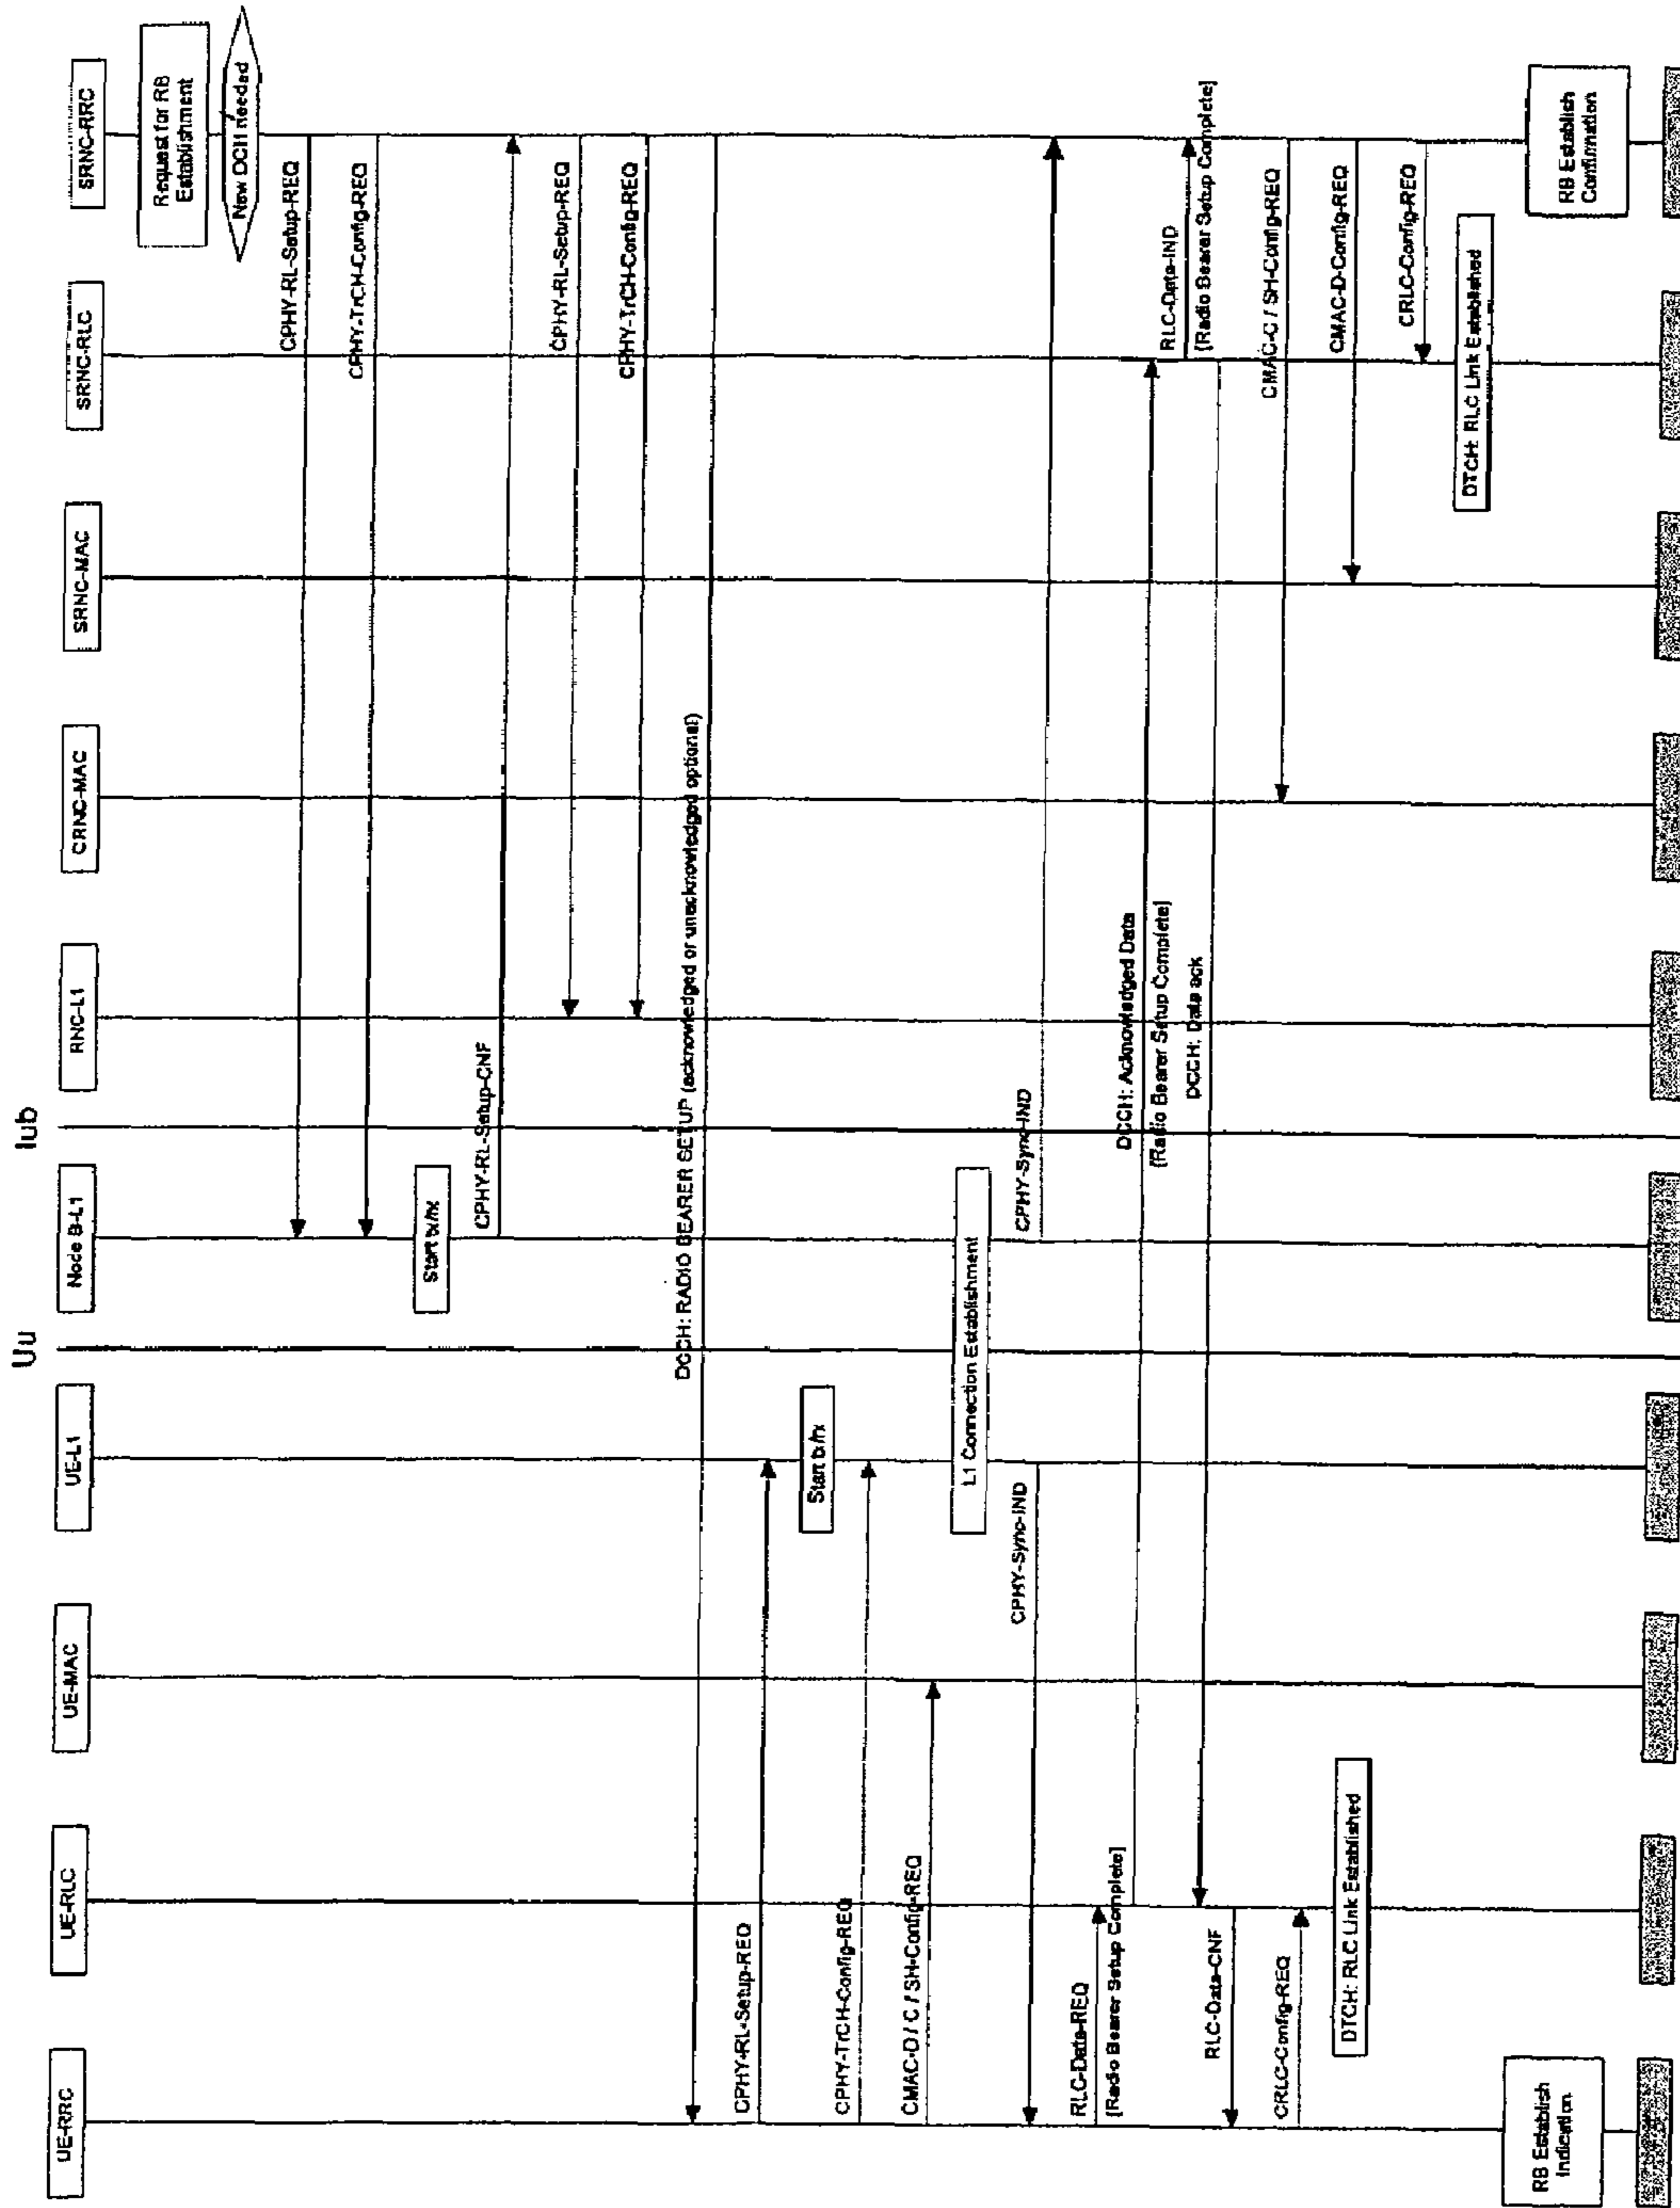 Uu
Iub
UE-RRC
UE-RLC
UE-MAC
UE-L1
Node B-L1
RNC-L1
CRNC-MAC
SRNC-MAC
SRNC-RLC
SRNC-RRC
Request for RB
Establishment
New DCH needed
CPHY-RL-Setup-REQ
CPHY-TrCH-Config-REQ
Start tx/rx
CPHY-RL-Setup-CNF
CPHY-RL-Setup-REQ
CPHY-TrCH-Config-REQ
DCCH: RADIO BEARER SETUP (acknowledged or unacknowledged optional)
CPHY-RL-Setup-REQ
Start tx/rx
CPHY-TrCH-Config-REQ
CMAC-D / C / SH-Config-REQ
L1 Connection Establishment
CPHY-Sync-IND
CPHY-Sync-IND
RLC-Data-REQ
[Radio Bearer Setup Complete]
DCCH: Acknowledged Data
[Radio Bearer Setup Complete]
RLC-Data-IND
[Radio Bearer Setup Complete]
DCCH: Data ack
RLC-Data-CNF
CMAC-C / SH-Config-REQ
CRLC-Config-REQ
CMAC-D-Config-REQ
DTCH: RLC Link Established
CRLC-Config-REQ
DTCH: RLC Link Established
RB Establish
Indication
RB Establish
Confirmation